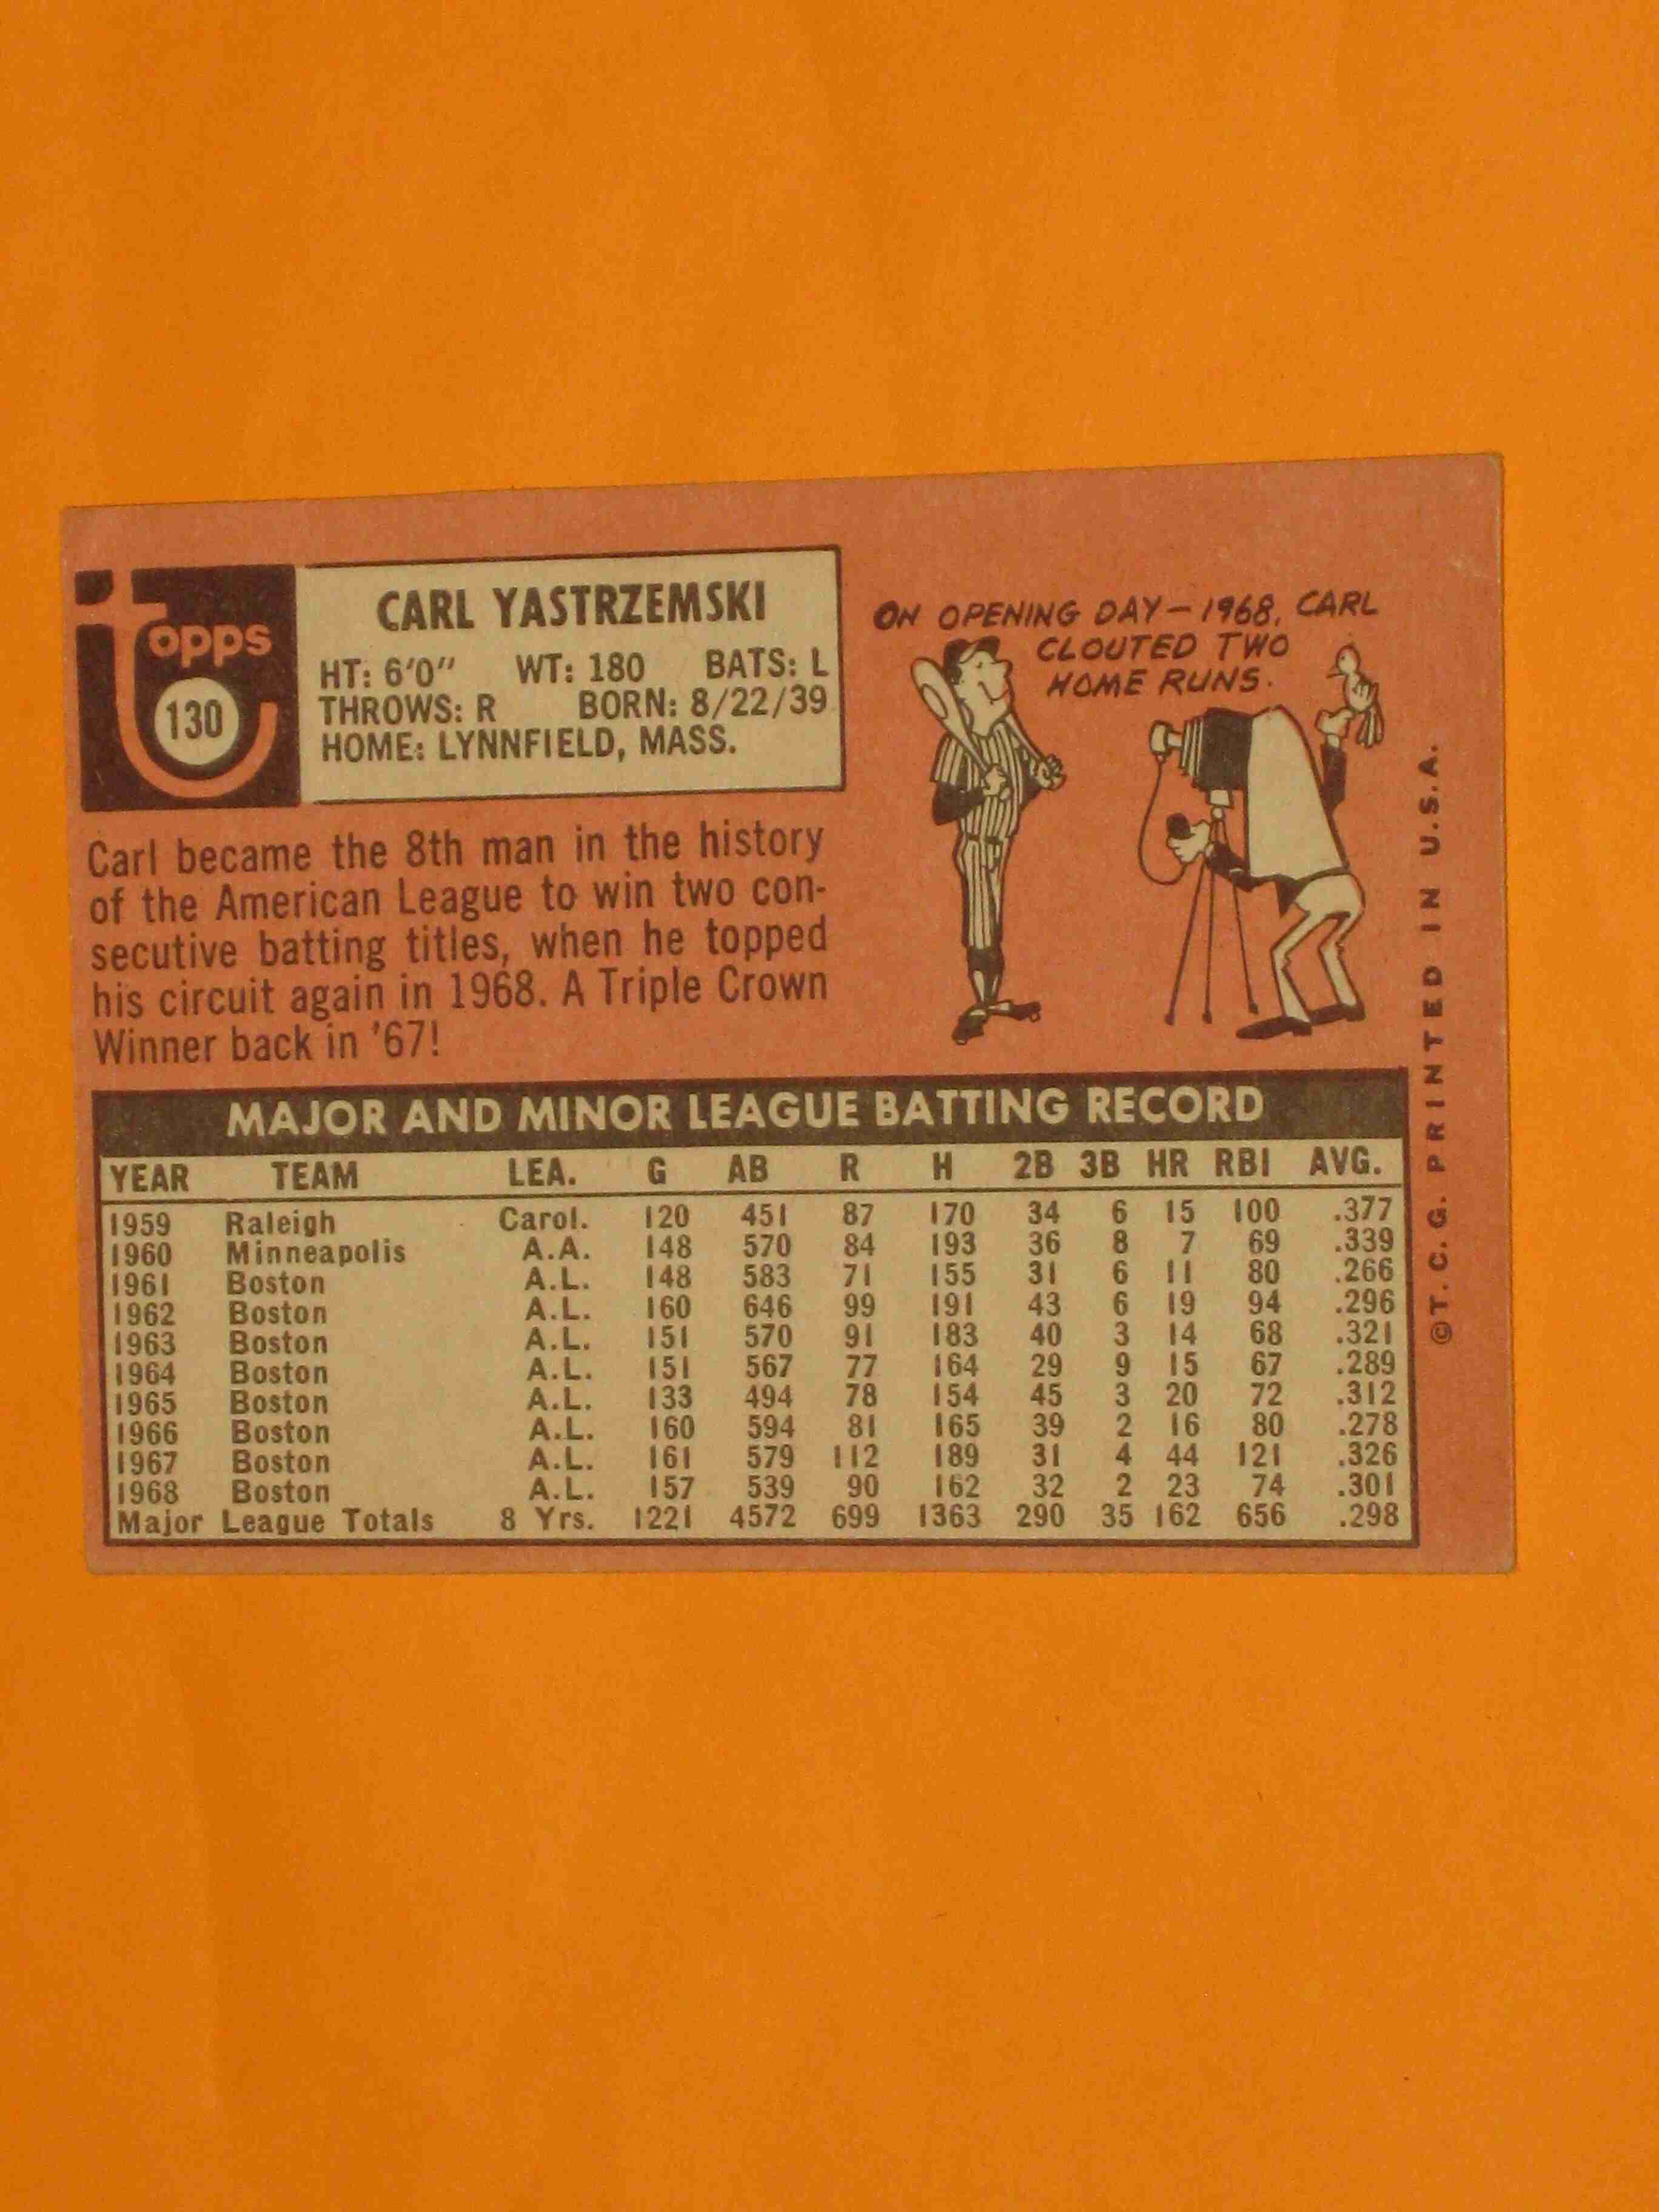 topps
130
CARL YASTRZEMSKI
HT: 6'0" WT: 180 BATS: L
THROWS: R BORN: 8/22/39
HOME: LYNNFIELD, MASS.
ON OPENING DAY—1968, CARL
CLOUTED TWO
HOME RUNS.
Carl became the 8th man in the history
of the American League to win two con-
secutive batting titles, when he topped
his circuit again in 1968. A Triple Crown
Winner back in '67!
MAJOR AND MINOR LEAGUE BATTING RECORD
YEAR TEAM LEA. G AB R H 2B 3B HR RBI AVG.
1959 Raleigh Carol. 120 451 87 170 34 6 15 100 .377
1960 Minneapolis A.A. 148 570 84 193 36 8 7 69 .339
1961 Boston A.L. 148 583 71 155 31 6 11 80 .266
1962 Boston A.L. 160 646 99 191 43 6 19 94 .296
1963 Boston A.L. 151 570 91 183 40 3 14 68 .321
1964 Boston A.L. 151 567 77 164 29 9 15 67 .289
1965 Boston A.L. 133 494 78 154 45 3 20 72 .312
1966 Boston A.L. 160 594 81 165 39 2 16 80 .278
1967 Boston A.L. 161 579 112 189 31 4 44 121 .326
1968 Boston A.L. 157 539 90 162 32 2 23 74 .301
Major League Totals 8 Yrs. 1221 4572 699 1363 290 35 162 656 .298
©T.C.G. PRINTED IN U.S.A.